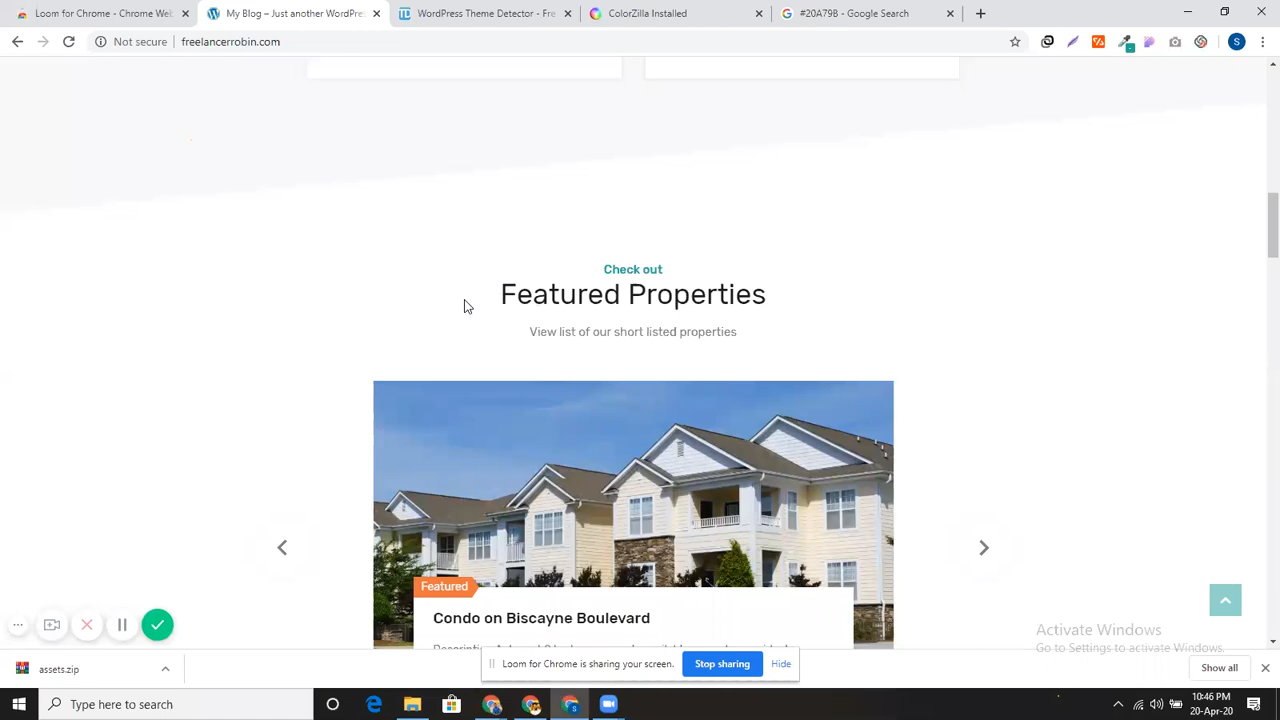 Loom for Chrome - Chrome Web
My Blog – Just another WordPres
WordPress Theme Detector - Fre
ColorZilla Installed
#20A79B - Google Search
Not secure
freelancerrobin.com
S
Check out
Featured Properties
View list of our short listed properties
Featured
Condo on Biscayne Boulevard
Activate Windows
Go to Settings to activate Windows.
assets.zip
Loom for Chrome is sharing your screen.
Stop sharing
Hide
Show all
Type here to search
10:46 PM
20-Apr-20